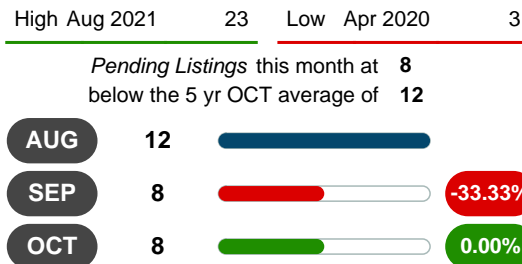 High Aug 2021 23 Low Apr 2020 3
Pending Listings this month at 8
below the 5 yr OCT average of 12
AUG 12
SEP 8 -33.33%
OCT 8 0.00%